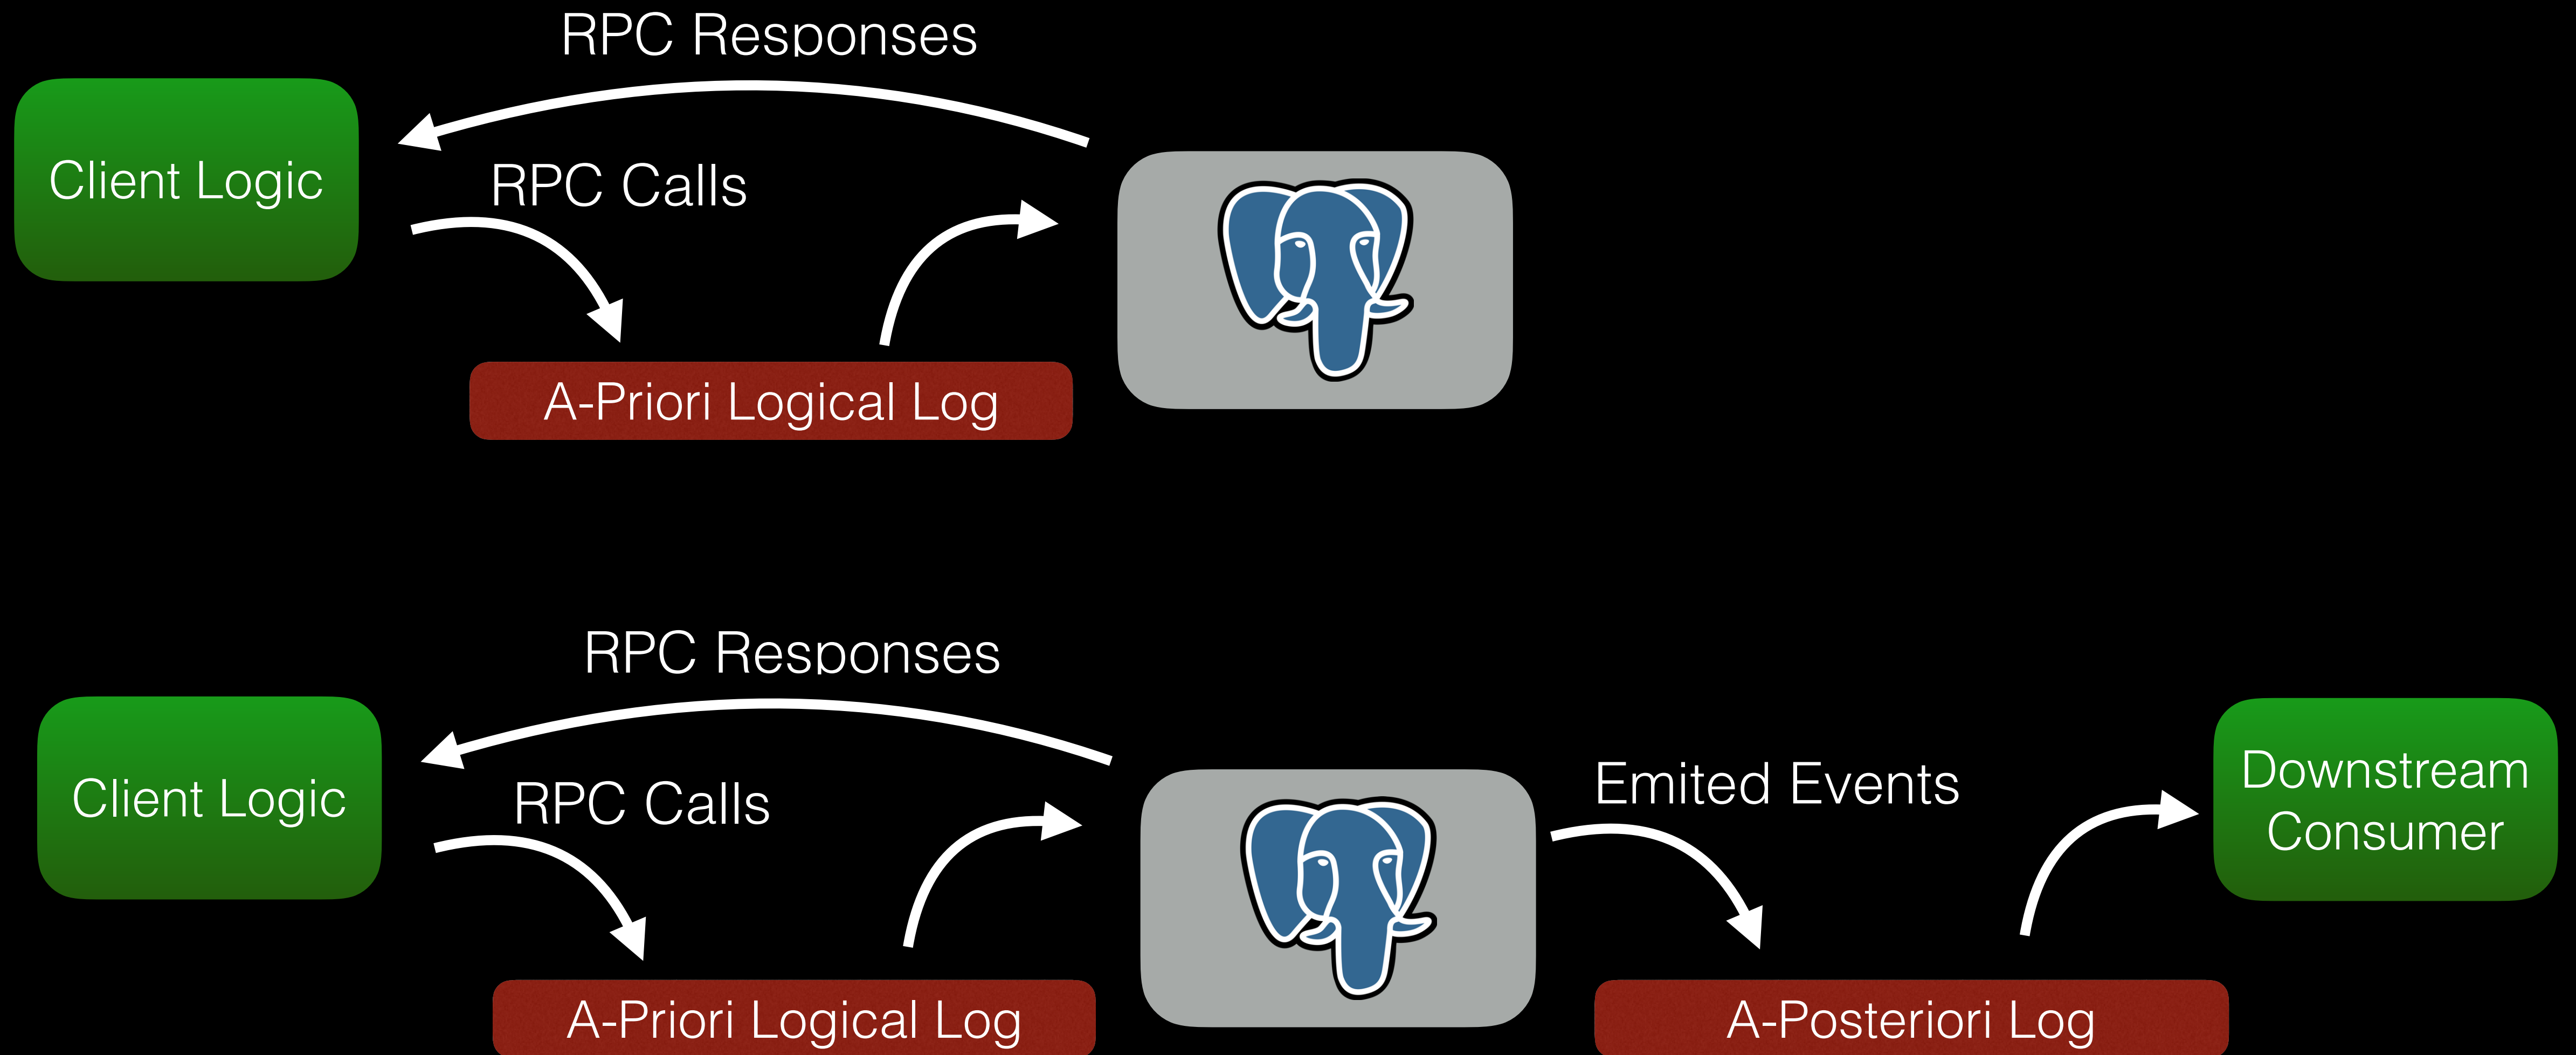 RPC Responses
Client Logic
RPC Calls
A-Priori Logical Log
RPC Responses
Client Logic
RPC Calls
Emited Events
Downstream
Consumer
A-Priori Logical Log
A-Posteriori Log